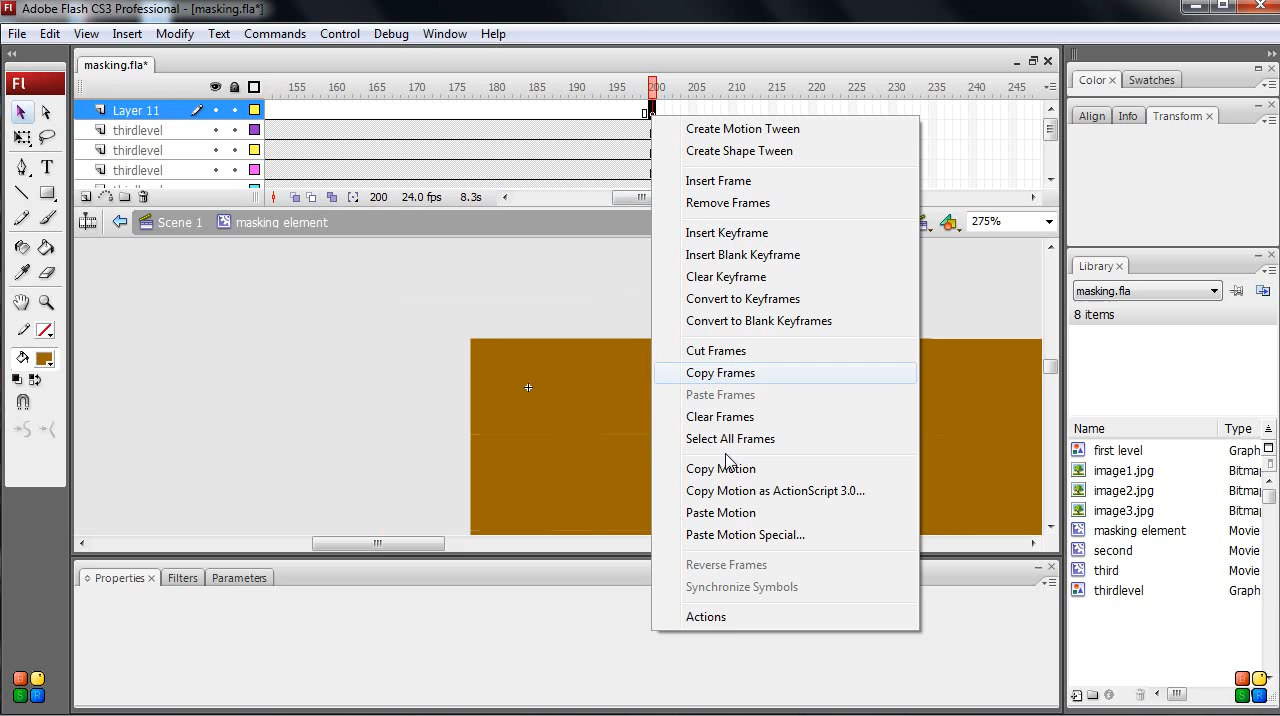 Fl Adobe Flash CS3 Professional - [masking.fla*]
File Edit View Insert Modify Text Commands Control Debug Window Help
masking.fla*
155 160 165 170 175 180 185 190 195 200 205 210 215 220 225 230 235 240 245
Layer 11
thirdlevel
thirdlevel
thirdlevel
200 24.0 fps 8.3s
Scene 1 masking element 275%
Fl
T
Create Motion Tween
Create Shape Tween
Insert Frame
Remove Frames
Insert Keyframe
Insert Blank Keyframe
Clear Keyframe
Convert to Keyframes
Convert to Blank Keyframes
Cut Frames
Copy Frames
Paste Frames
Clear Frames
Select All Frames
Copy Motion
Copy Motion as ActionScript 3.0...
Paste Motion
Paste Motion Special...
Reverse Frames
Synchronize Symbols
Actions
Properties Filters Parameters
Color Swatches
Align Info Transform
Library
masking.fla
8 items
Name Type
first level Graph
image1.jpg Bitmap
image2.jpg Bitmap
image3.jpg Bitmap
masking element Movie
second Movie
third Movie
thirdlevel Graph
B S R
B S R